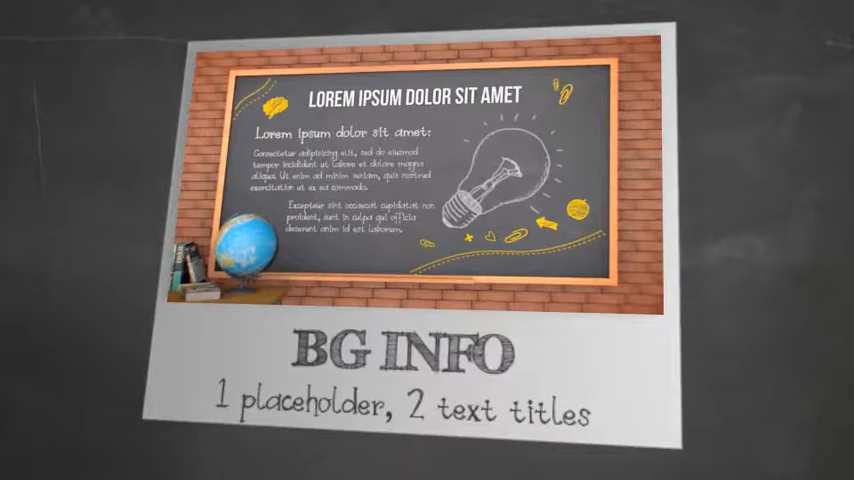 LOREM IPSUM DOLOR SIT AMET
Lorem ipsum dolor sit amet:
Consectetur adipisicing elit, sed do eiusmod
tempor incididunt ut labore et dolore magna
aliqua. Ut enim ad minim veniam, quis nostrud
exercitation ut ex ea commodo.
Excepteur sint occaecat cupidatat non
proident, sunt in culpa qui officia
deserunt anim id est laborum.
BG INFO
1 placeholder, 2 text titles